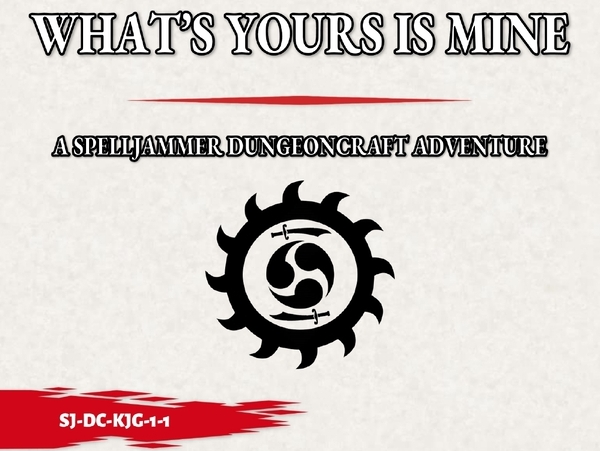 WHAT'S YOURS IS MINE
A SPELLJAMMER DUNGEONCRAFT ADVENTURE
SJ-DC-KJG-1-1